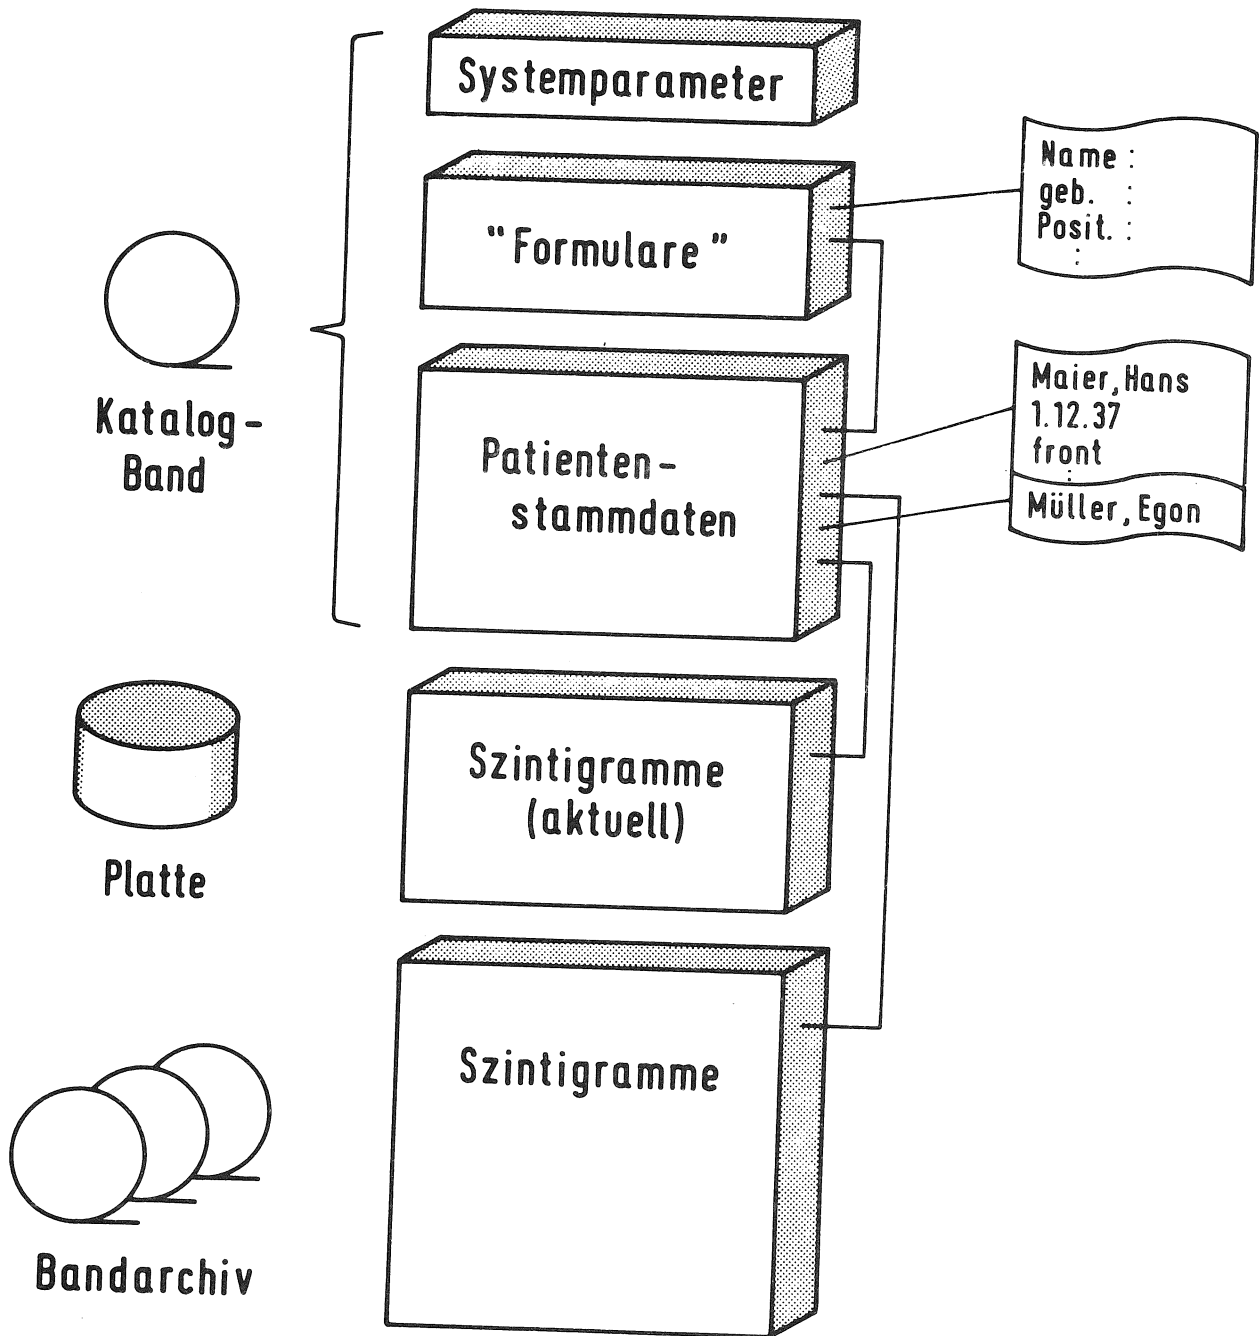 Systemparameter
"Formulare"
Name :
geb. :
Posit. :
:
Katalog-
Band
Patienten-
stammdaten
Maier, Hans
1.12.37
front
:
Müller, Egon
Platte
Szintigramme
(aktuell)
Bandarchiv
Szintigramme